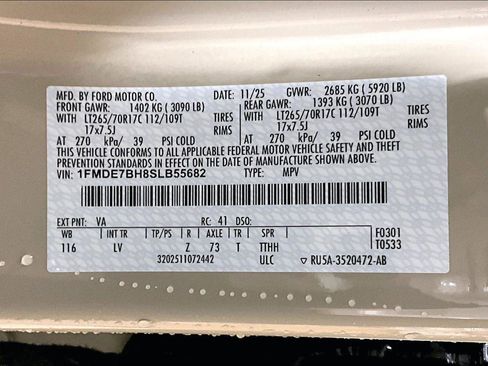 MFD. BY FORD MOTOR CO. DATE: 11/25 GVWR: 2685 KG ( 5920 LB)
FRONT GAWR: 1402 KG ( 3090 LB) REAR GAWR: 1393 KG ( 3070 LB)
LT265/70R17C 112/109T TIRES LT265/70R17C 112/109T TIRES
17x7.5J RIMS 17x7.5J RIMS
AT 270 kPa/ 39 PSI COLD AT 270 kPa/ 39 PSI COLD
THIS VEHICLE CONFORMS TO ALL APPLICABLE FEDERAL MOTOR VEHICLE SAFETY AND THEFT
PREVENTION STANDARDS IN EFFECT ON THE DATE OF MANUFACTURE SHOWN ABOVE.
VIN: 1FMDE7BH8SLB55682 TYPE: MPV
EXT PNT: VA RC: 41 DSO: F0301
WB TP/PS R AXLE TR SPR T0533
116 LV Z 73 T TTHH
3202511072442 ULC ▽ RU5A-3520472-AB